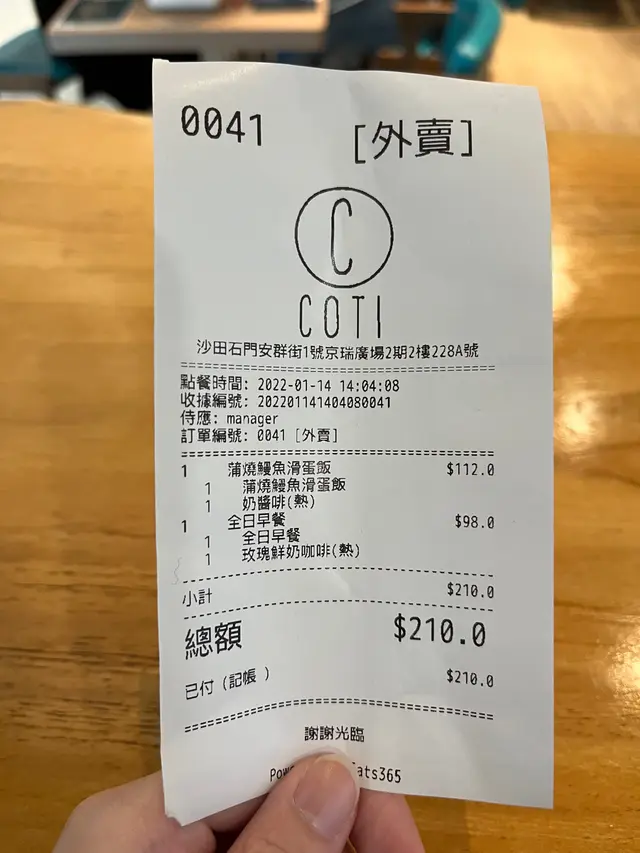 0041 [外賣]
C
COTI
沙田石門安群街1號京瑞廣場2期2樓228A號
點餐時間: 2022-01-14 14:04:08
收據編號: 202201141404080041
侍應: manager
訂單編號: 0041 [外賣]
1 蒲燒鰻魚滑蛋飯 $112.0
1 蒲燒鰻魚滑蛋飯
1 奶醬啡(熱)
1 全日早餐 $98.0
1 全日早餐
1 玫瑰鮮奶咖啡(熱)
小計 $210.0
總額 $210.0
已付 (記帳 ) $210.0
謝謝光臨
ats365